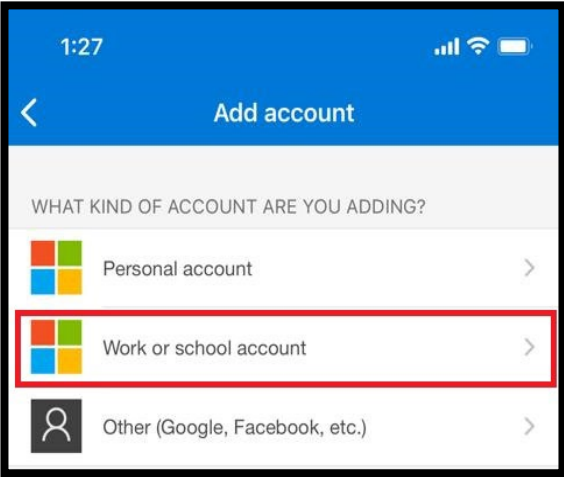 1:27
Add account
WHAT KIND OF ACCOUNT ARE YOU ADDING?
Personal account
Work or school account
Other (Google, Facebook, etc.)